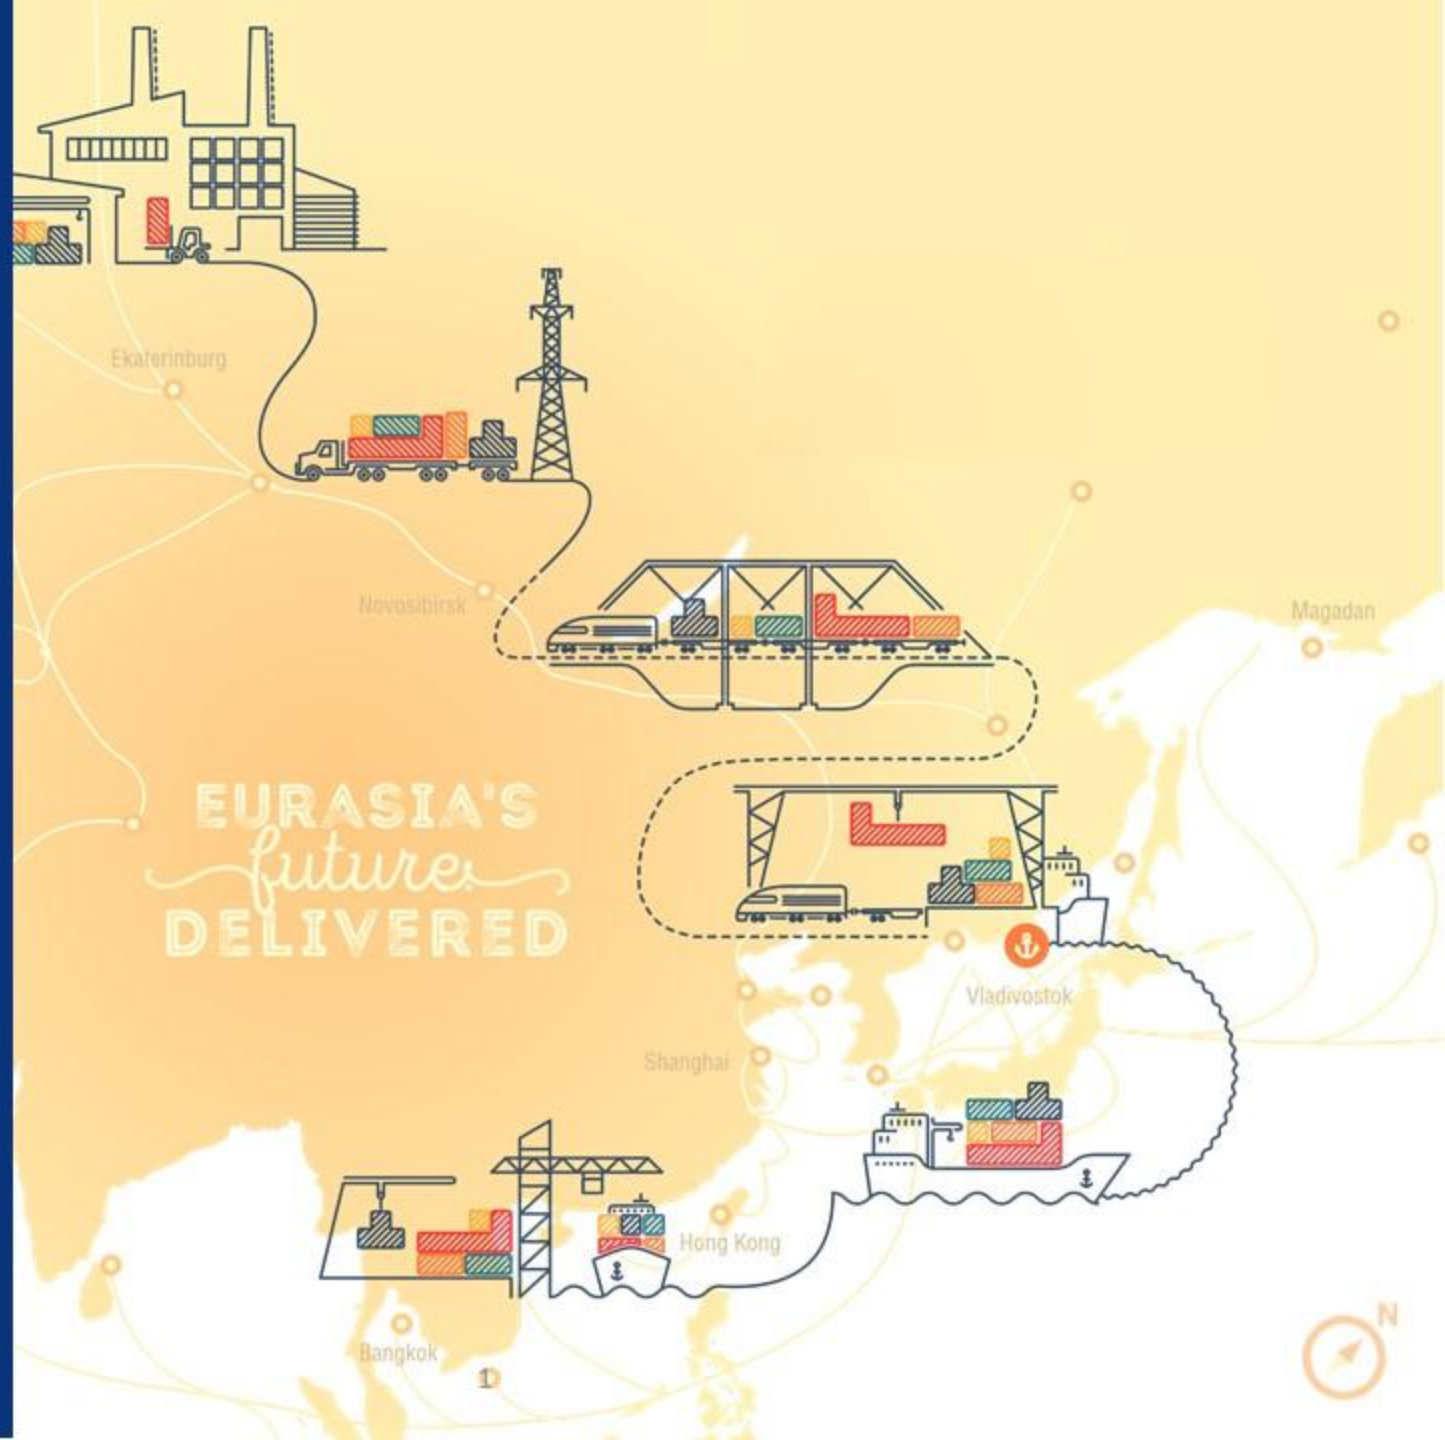 Ekaterinburg
Novosibirsk
Magadan
EURASIA'S
future:
DELIVERED
Vladivostok
Shanghai
Hong Kong
N
Bangkok
1